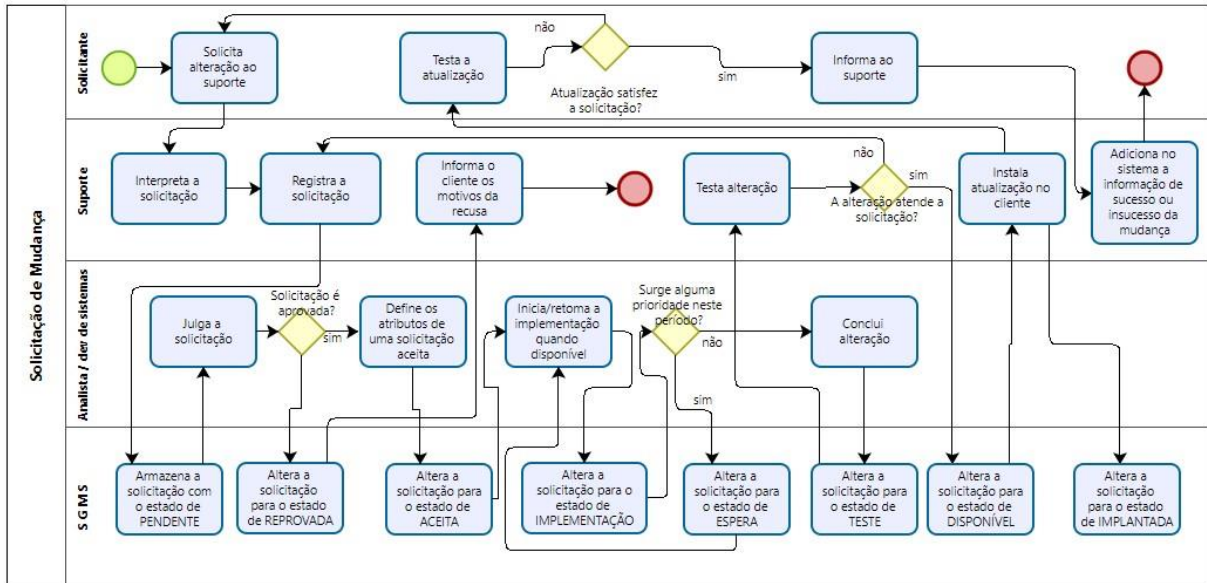 Solicitação de Mudança
Solicitante
Solicita
alteração ao
suporte
Testa a
atualização
não
Atualização satisfez
a solicitação?
sim
Informa ao
suporte
Suporte
Interpreta a
solicitação
Registra a
solicitação
Informa o
cliente os
motivos da
recusa
Testa alteração
não
A alteração atende a
solicitação?
sim
Instala
atualização no
cliente
Adiciona no
sistema a
informação de
sucesso ou
insucesso da
mudança
Analista / der de sistemas
Julga a
solicitação
Solicitação é
aprovada?
sim
Define os
atributos de
uma solicitação
aceita
Inicia/retoma a
implementação
quando
disponível
Surge alguma
prioridade neste
período?
não
sim
Conclui
alteração
S G M S
Armazena a
solicitação com
o estado de
PENDENTE
Altera a
solicitação
para o estado
de REPROVADA
Altera a
solicitação para
o estado de
ACEITA
Altera a
solicitação para o
estado de
IMPLEMENTAÇÃO
Altera a
solicitação para
o estado de
ESPERA
Altera a
solicitação para
o estado de
TESTE
Altera a
solicitação para
o estado de
DISPONÍVEL
Altera a
solicitação
para o estado
de IMPLANTADA